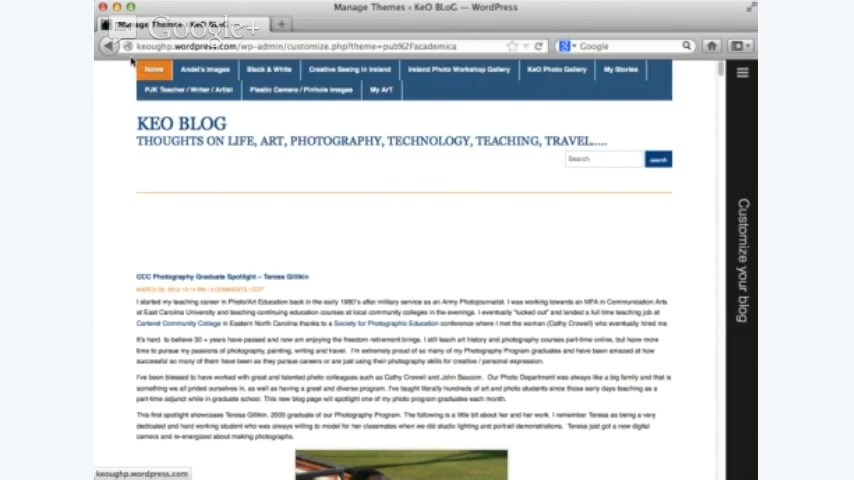 Manage Themes ‹ KeO BLoG — WordPress
Manage Themes ‹ KeO BLoG —
Google+
keoughp.wordpress.com/wp-admin/customize.php?theme=pub%2Facademica
Google
Home
Andei's Images
Black & White
Creative Seeing in Ireland
Ireland Photo Workshop Gallery
KeO Photo Gallery
My Stories
PJK Teacher / Writer / Artist
Plastic Camera / Pinhole Images
My ArT
KEO BLOG
THOUGHTS ON LIFE, ART, PHOTOGRAPHY, TECHNOLOGY, TEACHING, TRAVEL.....
Search
search
CCC Photography Graduate Spotlight – Teresa Gillikin
I started my teaching career in Photo/Art Education back in the early 1980's after military service as an Army Photojournalist. I was working towards an MFA in Communication Arts
at East Carolina University and teaching continuing education courses at local community colleges in the evenings. I eventually "lucked out" and landed a full time teaching job at
Carteret Community College in Eastern North Carolina thanks to a Society for Photographic Education conference where I met the woman (Cathy Crowell) who eventually hired me.
It's hard to believe 30 + years have passed and now am enjoying the freedom retirement brings. I still teach art history and photography courses part-time online, but have more
time to pursue my passions of photography, painting, writing and travel. I'm extremely proud of so many of my Photography Program graduates and have been amazed at how
successful so many of them have been as they pursue careers or are just using their photography skills for creative / personal expression.
I've been blessed to have worked with great and talented photo colleagues such as Cathy Crowell and John Baucom. Our Photo Department was always like a big family and that is
something we all prided ourselves in, as well as having a great and diverse program. I've taught literally hundreds of art and photo students since those early days teaching as a
part-time adjunct while in graduate school. This new blog page will spotlight one of my photo program graduates each month.
This first spotlight showcases Teresa Gillikin. 2005 graduate of our Photography Program. The following is a little bit about her and her work. I remember Teresa as being a very
dedicated and hard working student who was always willing to model for her classmates when we did studio lighting and portrait demonstrations. Teresa just got a new digital
camera and re-energized about making photographs.
Customize your blog
keoughp.wordpress.com